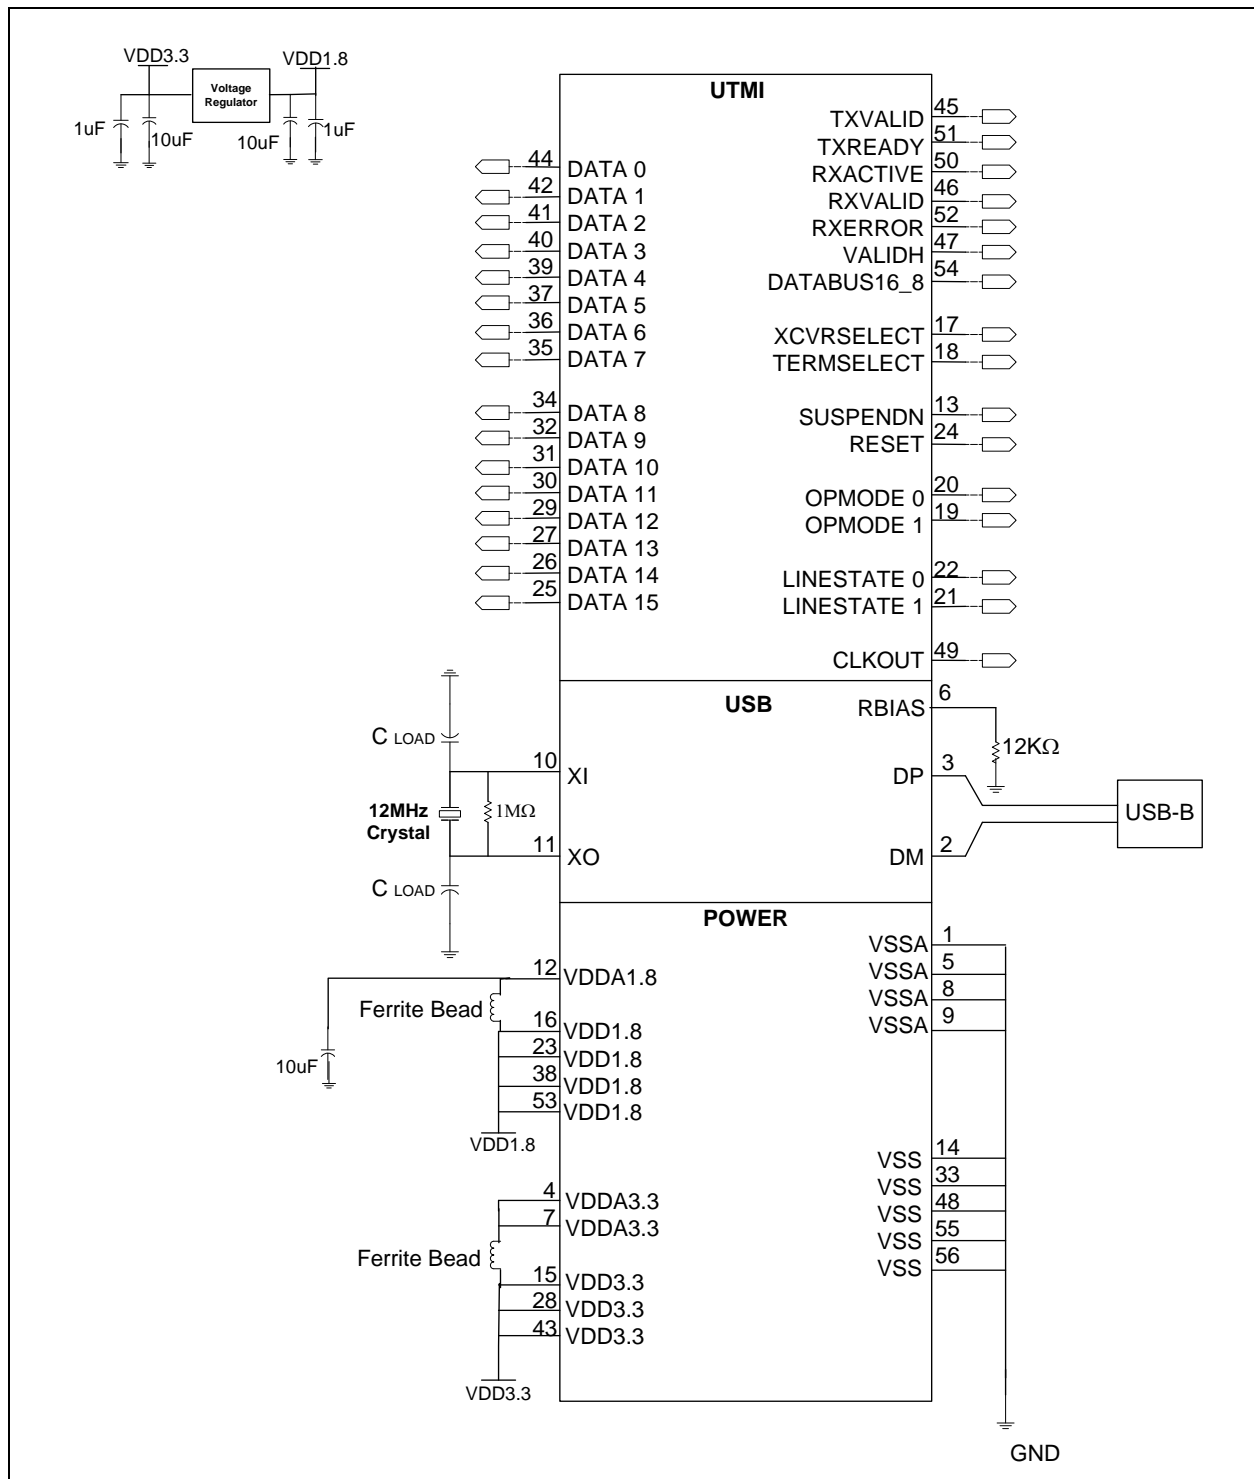 VDD3.3
VDD1.8
Voltage
Regulator
1uF
10uF
10uF
1uF
UTMI
44 DATA 0
42 DATA 1
41 DATA 2
40 DATA 3
39 DATA 4
37 DATA 5
36 DATA 6
35 DATA 7
34 DATA 8
32 DATA 9
31 DATA 10
30 DATA 11
29 DATA 12
27 DATA 13
26 DATA 14
25 DATA 15
TXVALID 45
TXREADY 51
RXACTIVE 50
RXVALID 46
RXERROR 52
VALIDH 47
DATABUS16_8 54
XCVRSELECT 17
TERMSELECT 18
SUSPENDN 13
RESET 24
OPMODE 0 20
OPMODE 1 19
LINESTATE 0 22
LINESTATE 1 21
CLKOUT 49
USB
C LOAD
10 XI
12MHz
Crystal
1MΩ
11 XO
C LOAD
RBIAS 6
12KΩ
DP 3
DM 2
USB-B
POWER
12 VDDA1.8
Ferrite Bead
16 VDD1.8
10uF
23 VDD1.8
38 VDD1.8
53 VDD1.8
VDD1.8
4 VDDA3.3
7 VDDA3.3
Ferrite Bead
15 VDD3.3
28 VDD3.3
43 VDD3.3
VDD3.3
VSSA 1
VSSA 5
VSSA 8
VSSA 9
VSS 14
VSS 33
VSS 48
VSS 55
VSS 56
GND